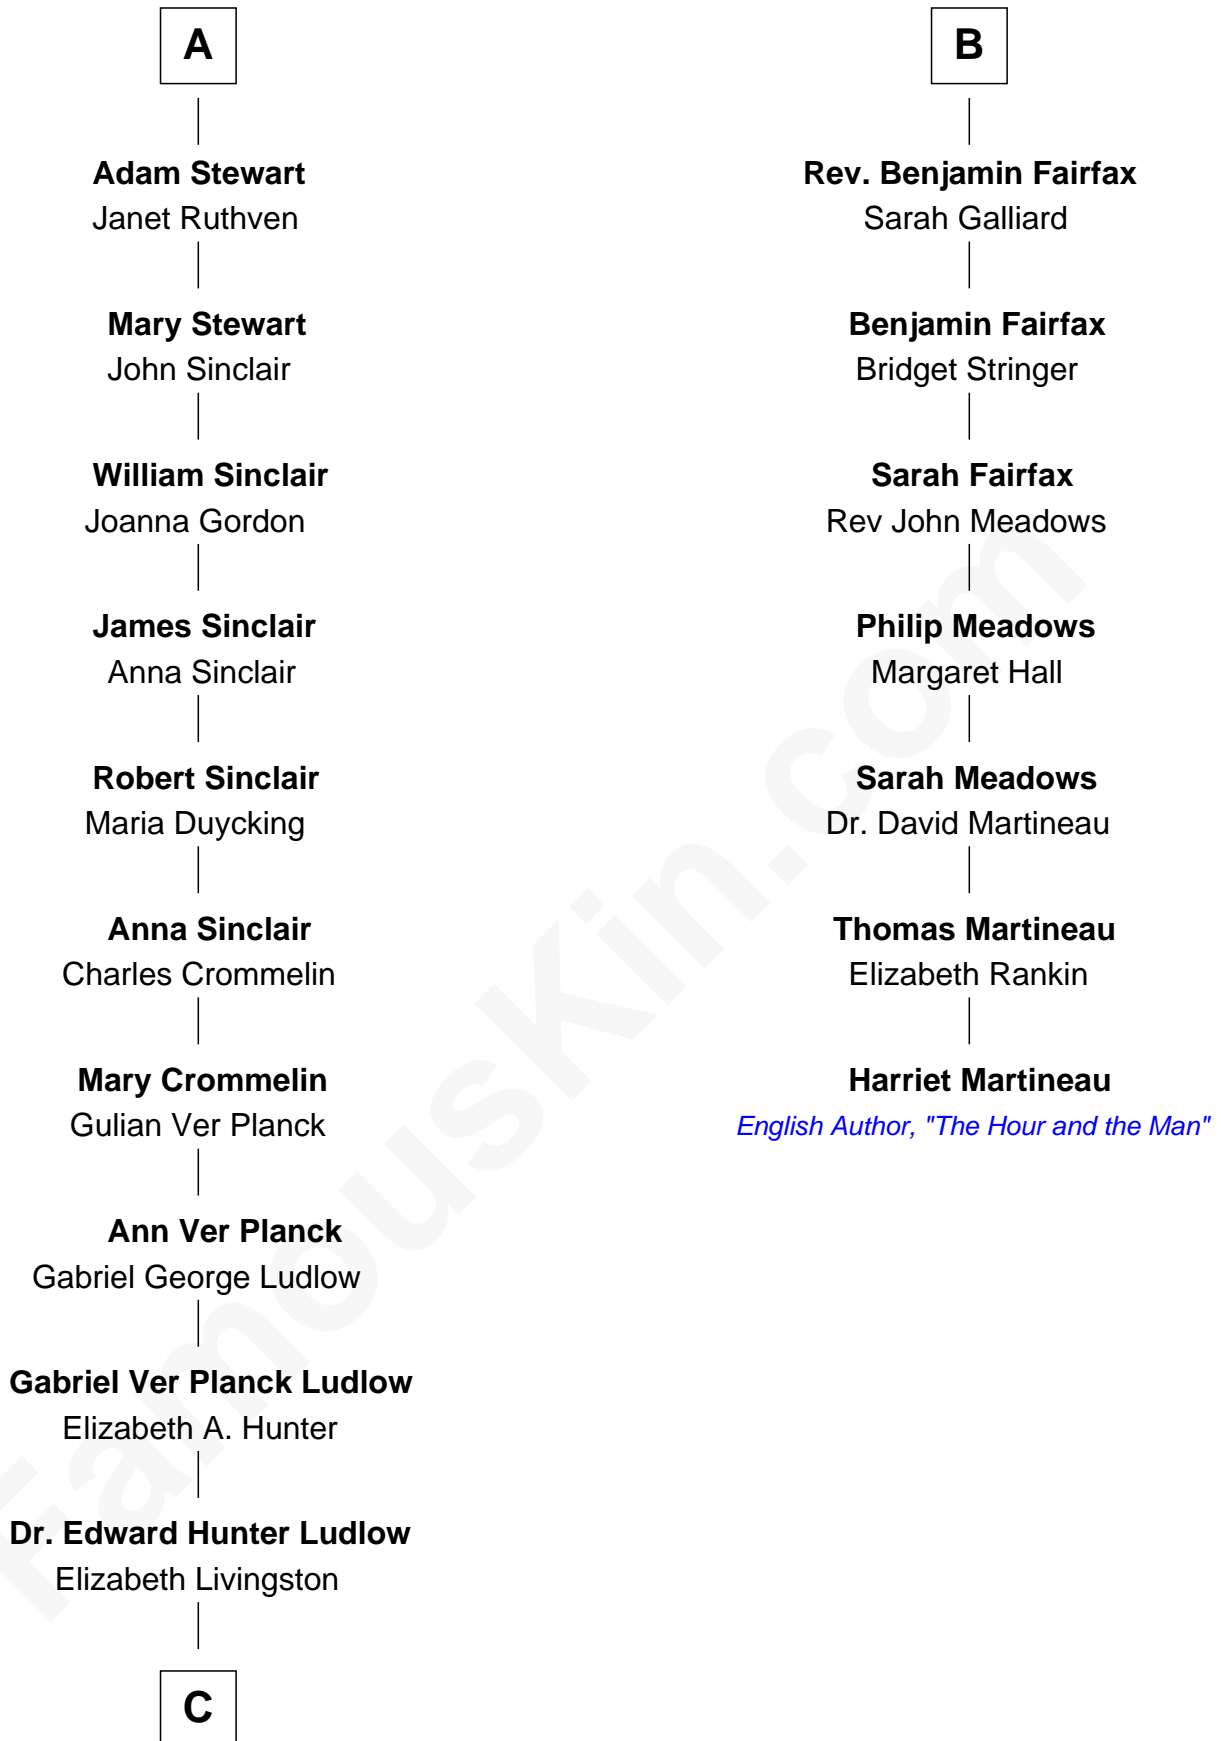 A
Adam Stewart
Janet Ruthven
Mary Stewart
John Sinclair
William Sinclair
Joanna Gordon
James Sinclair
Anna Sinclair
Robert Sinclair
Maria Duycking
Anna Sinclair
Charles Crommelin
Mary Crommelin
Gulian Ver Planck
Ann Ver Planck
Gabriel George Ludlow
Gabriel Ver Planck Ludlow
Elizabeth A. Hunter
Dr. Edward Hunter Ludlow
Elizabeth Livingston
C
B
Rev. Benjamin Fairfax
Sarah Galliard
Benjamin Fairfax
Bridget Stringer
Sarah Fairfax
Rev John Meadows
Philip Meadows
Margaret Hall
Sarah Meadows
Dr. David Martineau
Thomas Martineau
Elizabeth Rankin
Harriet Martineau
English Author, "The Hour and the Man"
FamousKin.com